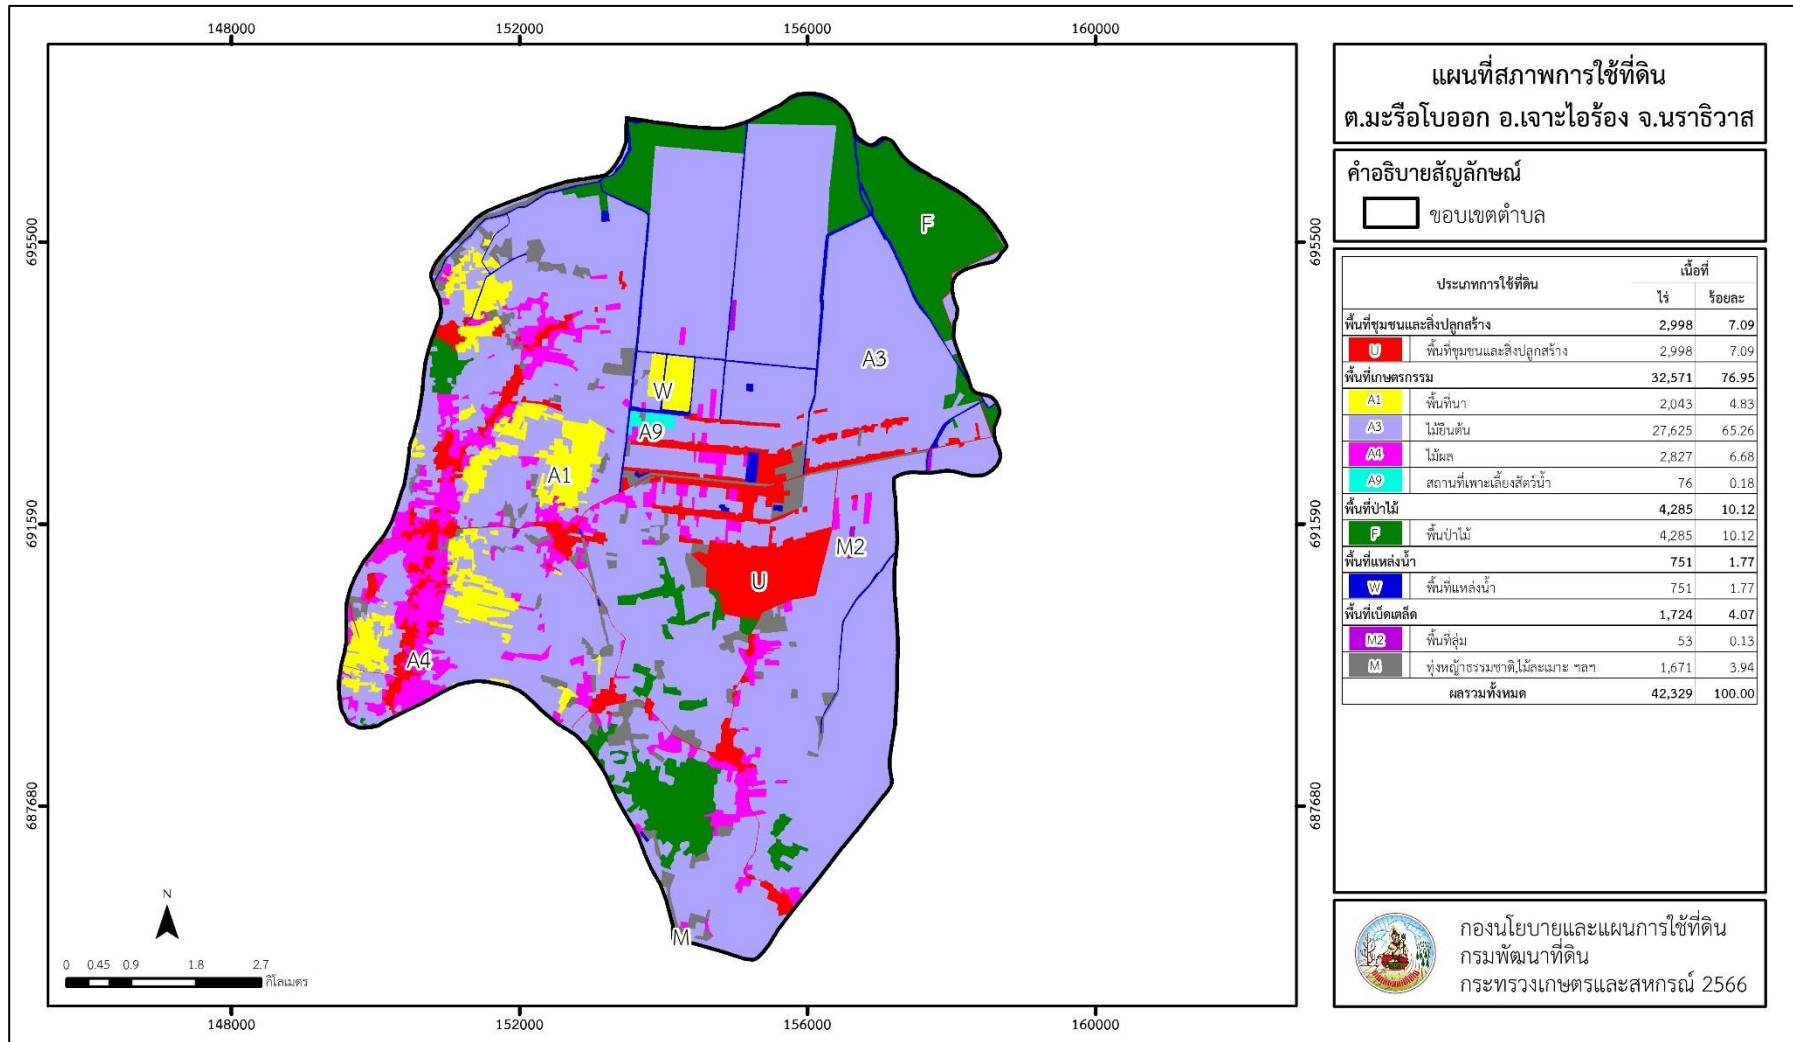 148000
152000
156000
160000
695500
691590
687680
695500
691590
687680
F
A3
W
A9
A1
M2
U
A4
M
N
0 0.45 0.9 1.8 2.7
กิโลเมตร
148000
152000
156000
160000
แผนที่สภาพการใช้ที่ดิน
ต.มะรือโบออก อ.เจาะไอร้อง จ.นราธิวาส
คำอธิบายสัญลักษณ์
ขอบเขตตำบล
ประเภทการใช้ที่ดิน เนื้อที่
ไร่ ร้อยละ
พื้นที่ชุมชนและสิ่งปลูกสร้าง 2,998 7.09
U พื้นที่ชุมชนและสิ่งปลูกสร้าง 2,998 7.09
พื้นที่เกษตรกรรม 32,571 76.95
A1 พื้นที่นา 2,043 4.83
A3 ไม้ยืนต้น 27,625 65.26
A4 ไม้ผล 2,827 6.68
A9 สถานที่เพาะเลี้ยงสัตว์น้ำ 76 0.18
พื้นที่ป่าไม้ 4,285 10.12
F พื้นป่าไม้ 4,285 10.12
พื้นที่แหล่งน้ำ 751 1.77
W พื้นที่แหล่งน้ำ 751 1.77
พื้นที่เบ็ดเตล็ด 1,724 4.07
M2 พื้นที่ลุ่ม 53 0.13
M ทุ่งหญ้าธรรมชาติ,ไม้ละเมาะ ฯลฯ 1,671 3.94
ผลรวมทั้งหมด 42,329 100.00
กองนโยบายและแผนการใช้ที่ดิน
กรมพัฒนาที่ดิน
กระทรวงเกษตรและสหกรณ์ 2566